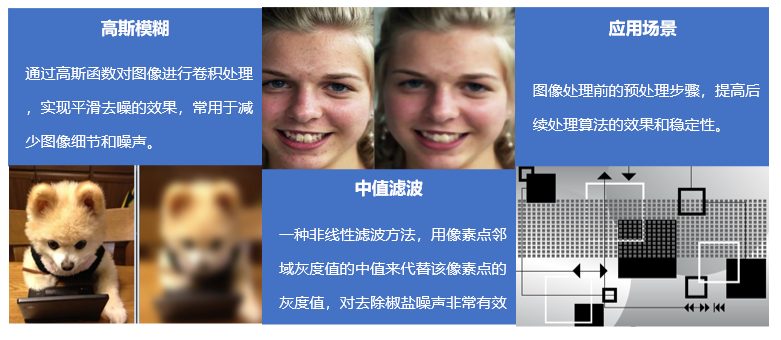 高斯模糊
通过高斯函数对图像进行卷积处理
，实现平滑去噪的效果，常用于减
少图像细节和噪声。
中值滤波
一种非线性滤波方法，用像素点邻
域灰度值的中值来代替该像素点的
灰度值，对去除椒盐噪声非常有效
应用场景
图像处理前的预处理步骤，提高后
续处理算法的效果和稳定性。